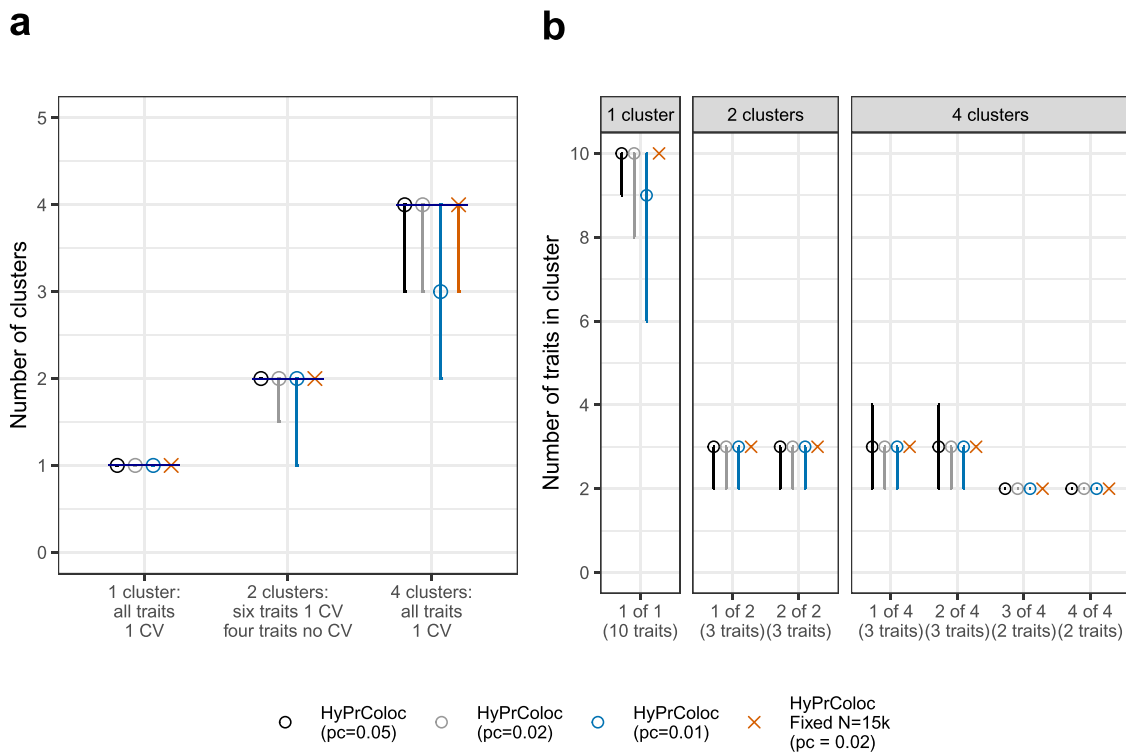 a
Number of clusters
5
4
3
2
1
0
1 cluster:
all traits
1 CV
2 clusters:
six traits 1 CV
four traits no CV
4 clusters:
all traits
1 CV
b
Number of traits in cluster
1 cluster
2 clusters
4 clusters
10
8
6
4
2
0
1 of 1
(10 traits)
1 of 2
(3 traits)
2 of 2
(3 traits)
1 of 4
(3 traits)
2 of 4
(3 traits)
3 of 4
(2 traits)
4 of 4
(2 traits)
HyPrColoc
(pc=0.05)
HyPrColoc
(pc=0.02)
HyPrColoc
(pc=0.01)
HyPrColoc
Fixed N=15k
(pc = 0.02)